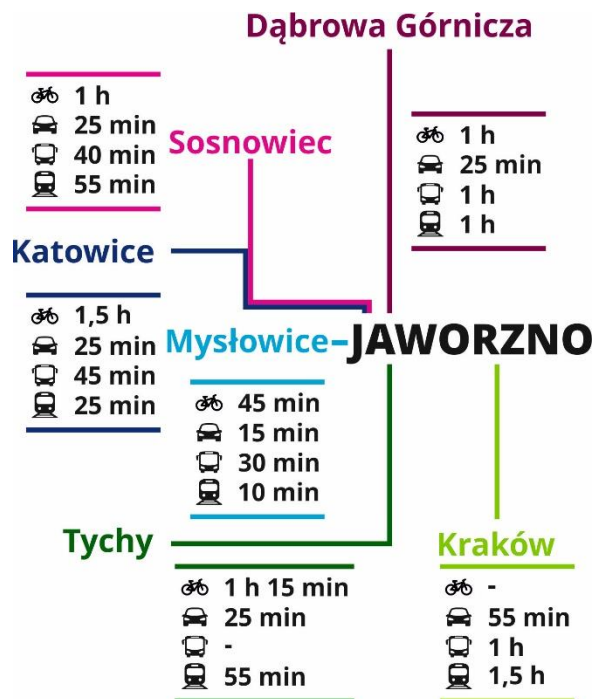 Dąbrowa Górnicza
1 h
25 min
40 min
55 min
Sosnowiec
1 h
25 min
1 h
1 h
Katowice
1,5 h
25 min
45 min
25 min
Mysłowice–JAWORZNO
45 min
15 min
30 min
10 min
Tychy
1 h 15 min
25 min
-
55 min
Kraków
-
55 min
1 h
1,5 h